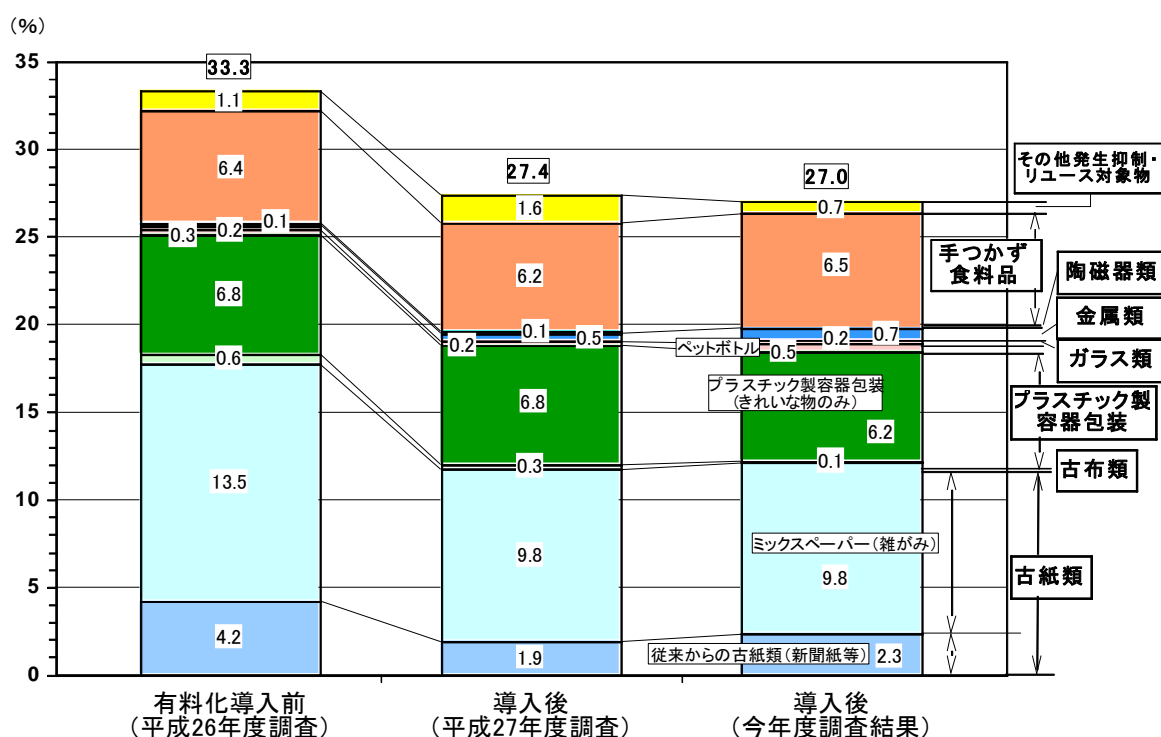 （%）
35
30
25
20
15
10
5
0
33.3
1.1
6.4
0.1
0.2
0.3
6.8
0.6
13.5
4.2
27.4
1.6
6.2
0.1
0.5
0.2
6.8
0.3
9.8
1.9
27.0
0.7
6.5
0.7
0.2
0.5
6.2
0.1
9.8
2.3
ペットボトル
プラスチック製容器包装
（きれいな物のみ）
ミックスペーパー（雑がみ）
従来からの古紙類（新聞紙等）
その他発生抑制・
リユース対象物
手つかず
食料品
陶磁器類
金属類
ガラス類
プラスチック製
容器包装
古布類
古紙類
有料化導入前
（平成26年度調査）
導入後
（平成27年度調査）
導入後
（今年度調査結果）